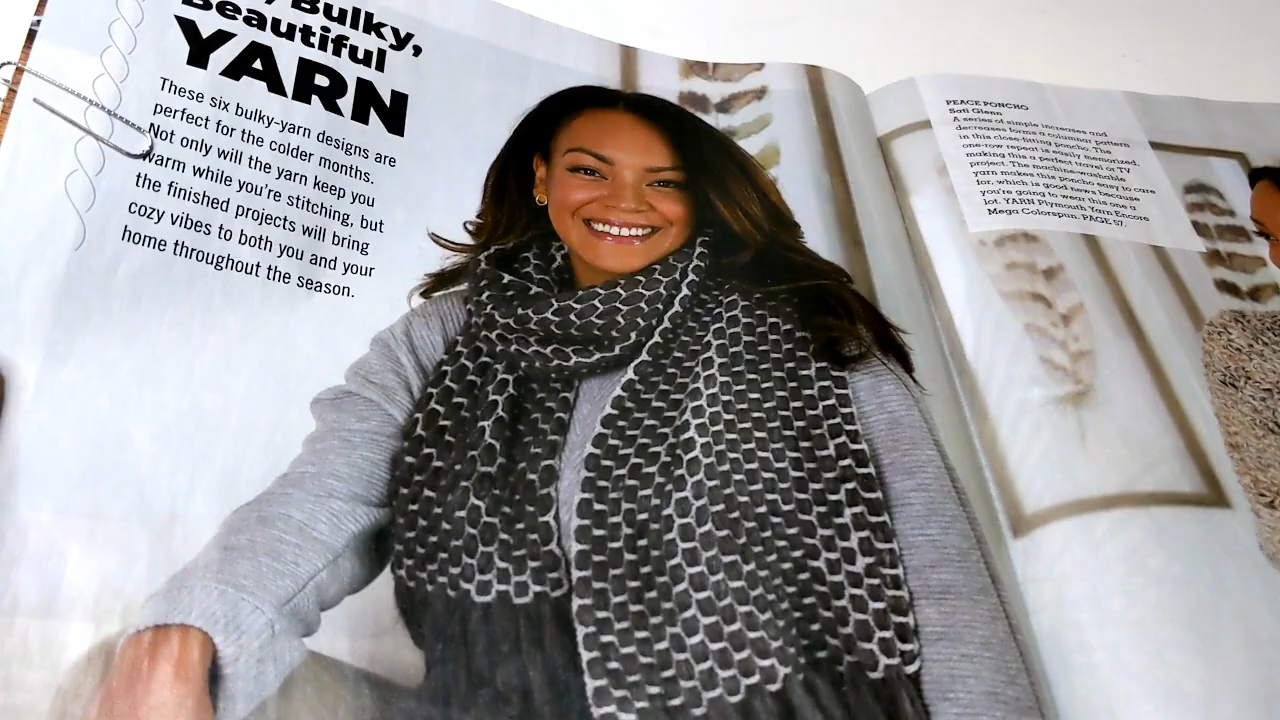 Bulky,
Beautiful
YARN
These six bulky-yarn designs are
perfect for the colder months.
Not only will the yarn keep you
warm while you're stitching, but
the finished projects will bring
cozy vibes to both you and your
home throughout the season.
PEACE PONCHO
Sati Glenn
A series of simple increases and
decreases forms a columnar pattern
in this close-fitting poncho. The
one-row repeat is easily memorized,
making this a perfect travel or TV
project. The machine-washable
yarn makes this poncho easy to care
for, which is good news because
you're going to wear this one a
lot. YARN Plymouth Yarn Encore
Mega Colorspun. PAGE 57.